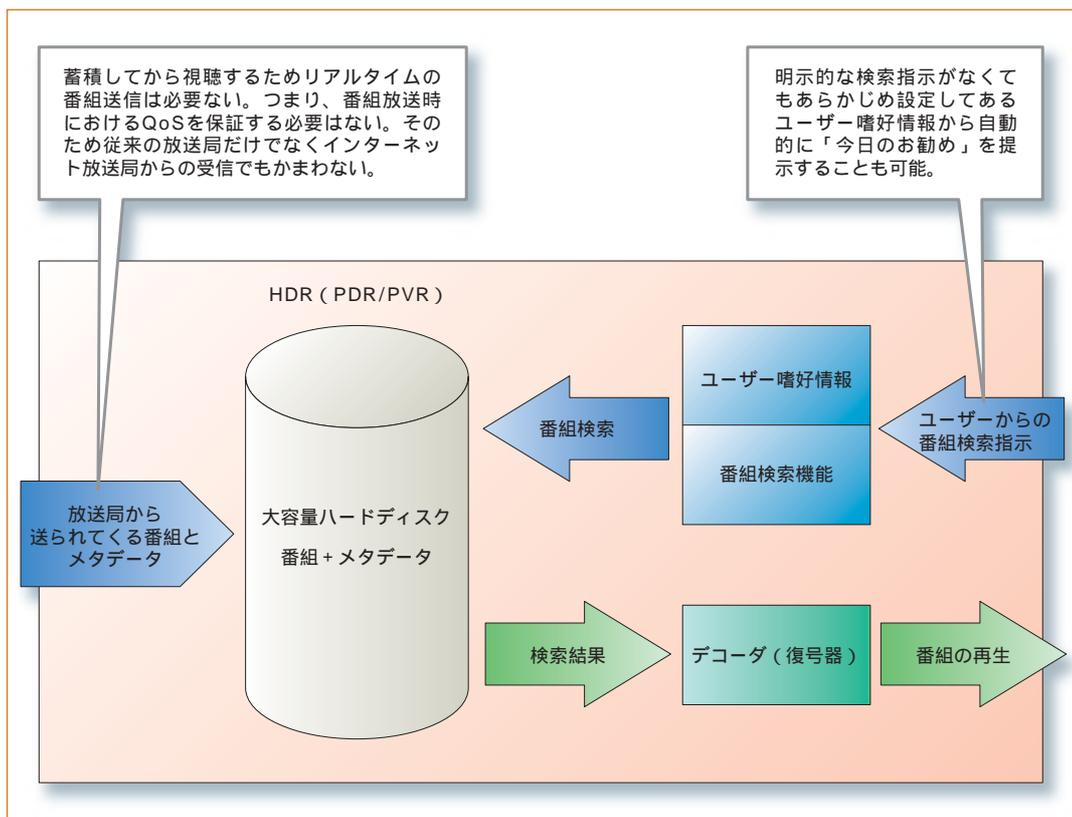 蓄積してから視聴するためリアルタイムの
番組送信は必要ない。つまり、番組放送時
におけるQoSを保証する必要はない。その
ため従来の放送局だけでなくインターネッ
ト放送局からの受信でもかまわない。
明示的な検索指示がなくて
もあらかじめ設定してある
ユーザー嗜好情報から自動
的に「今日のお勧め」を提
示することも可能。
HDR(PDR/PVR)
放送局から
送られてくる番組と
メタデータ
大容量ハードディスク
番組+メタデータ
番組検索
ユーザー嗜好情報
番組検索機能
ユーザーからの
番組検索指示
検索結果
デコーダ(復号器)
番組の再生